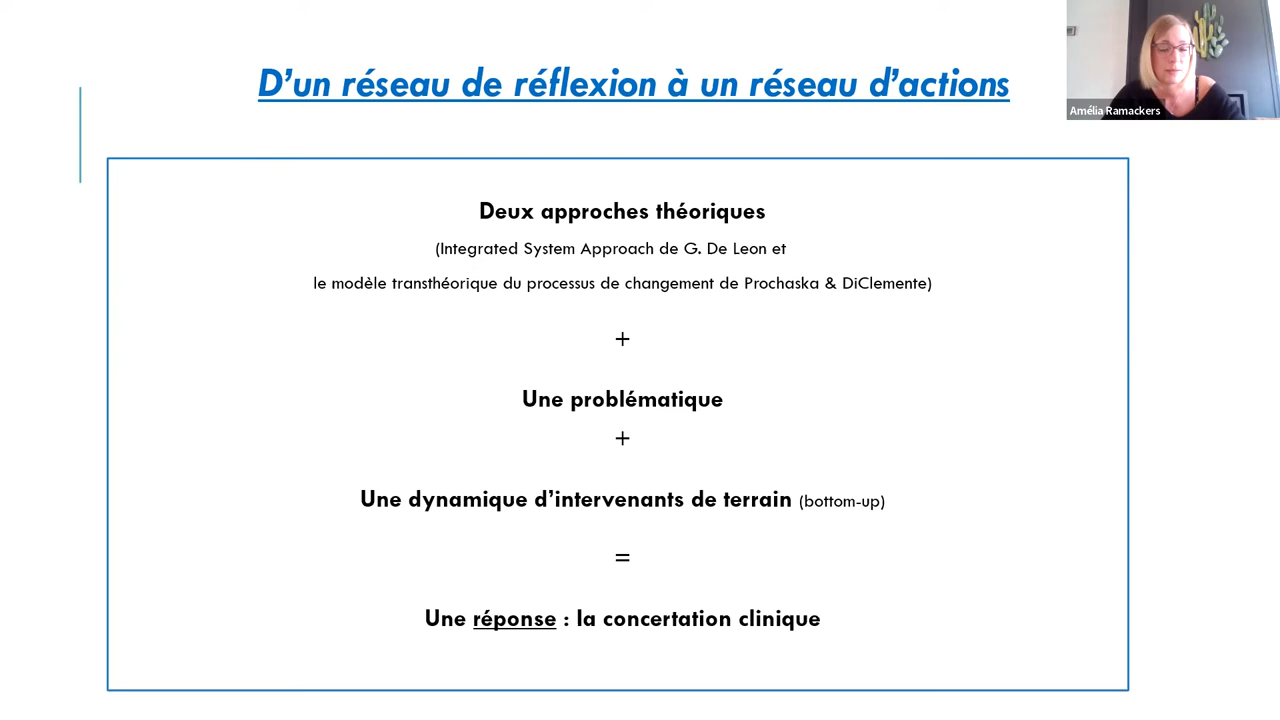 D’un réseau de réflexion à un réseau d’actions
Amélia Ramackers
Deux approches théoriques
(Integrated System Approach de G. De Leon et
le modèle transthéorique du processus de changement de Prochaska & DiClemente)
+
Une problématique
+
Une dynamique d’intervenants de terrain (bottom-up)
=
Une réponse : la concertation clinique